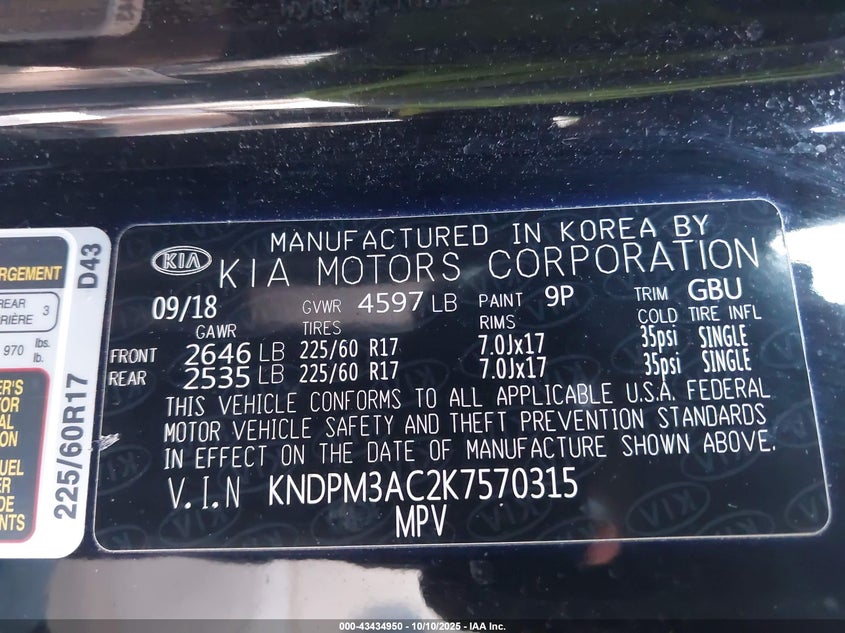 MANUFACTURED IN KOREA BY
KIA KIA MOTORS CORPORATION
09/18 GVWR 4597 LB PAINT 9P TRIM GBU
GAWR TIRES RIMS COLD TIRE INFL
FRONT 2646 LB 225/60 R17 7.0Jx17 35psi SINGLE
REAR 2535 LB 225/60 R17 7.0Jx17 35psi SINGLE
THIS VEHICLE CONFORMS TO ALL APPLICABLE U.S.A. FEDERAL
MOTOR VEHICLE SAFETY AND THEFT PREVENTION STANDARDS
IN EFFECT ON THE DATE OF MANUFACTURE SHOWN ABOVE.
V.I.N KNDPM3AC2K7570315
MPV
225/60R17 D43
REAR 3
970 lbs.
000-43434950 - 10/10/2025 - IAA Inc.